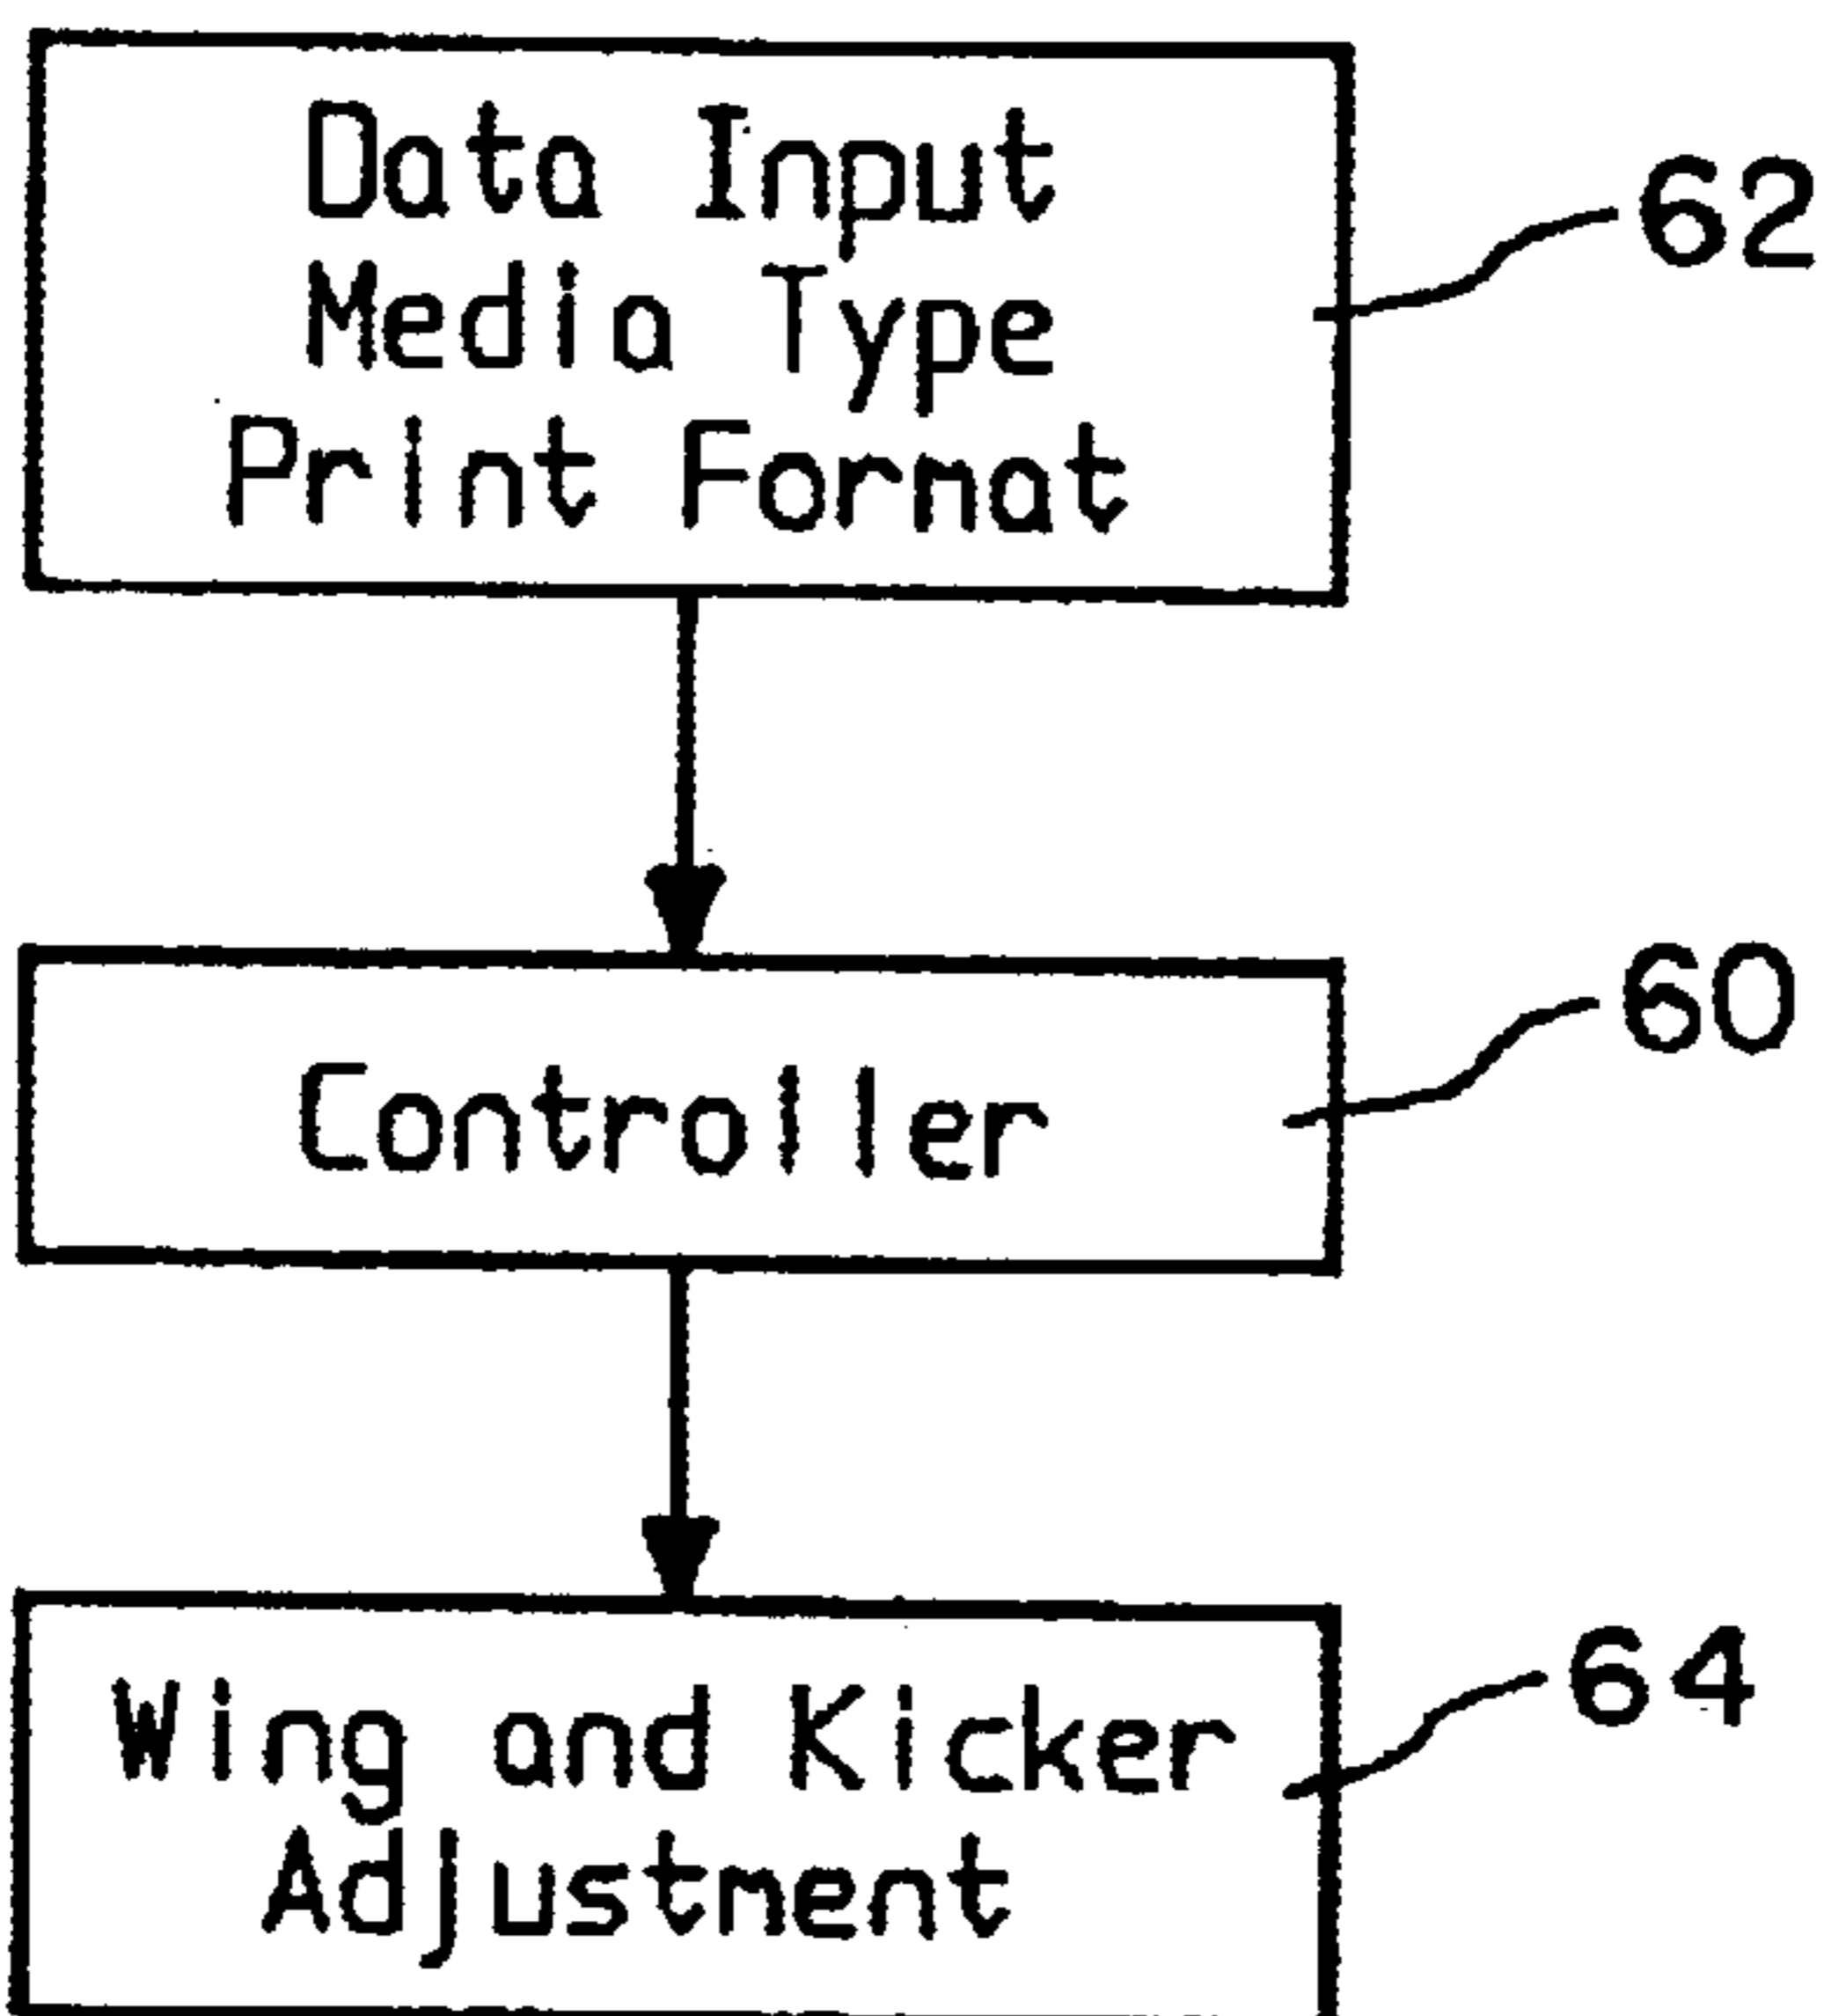 Data Input
Media Type
Print Format
62
Controller
60
Wing and Kicker
Adjustment
64